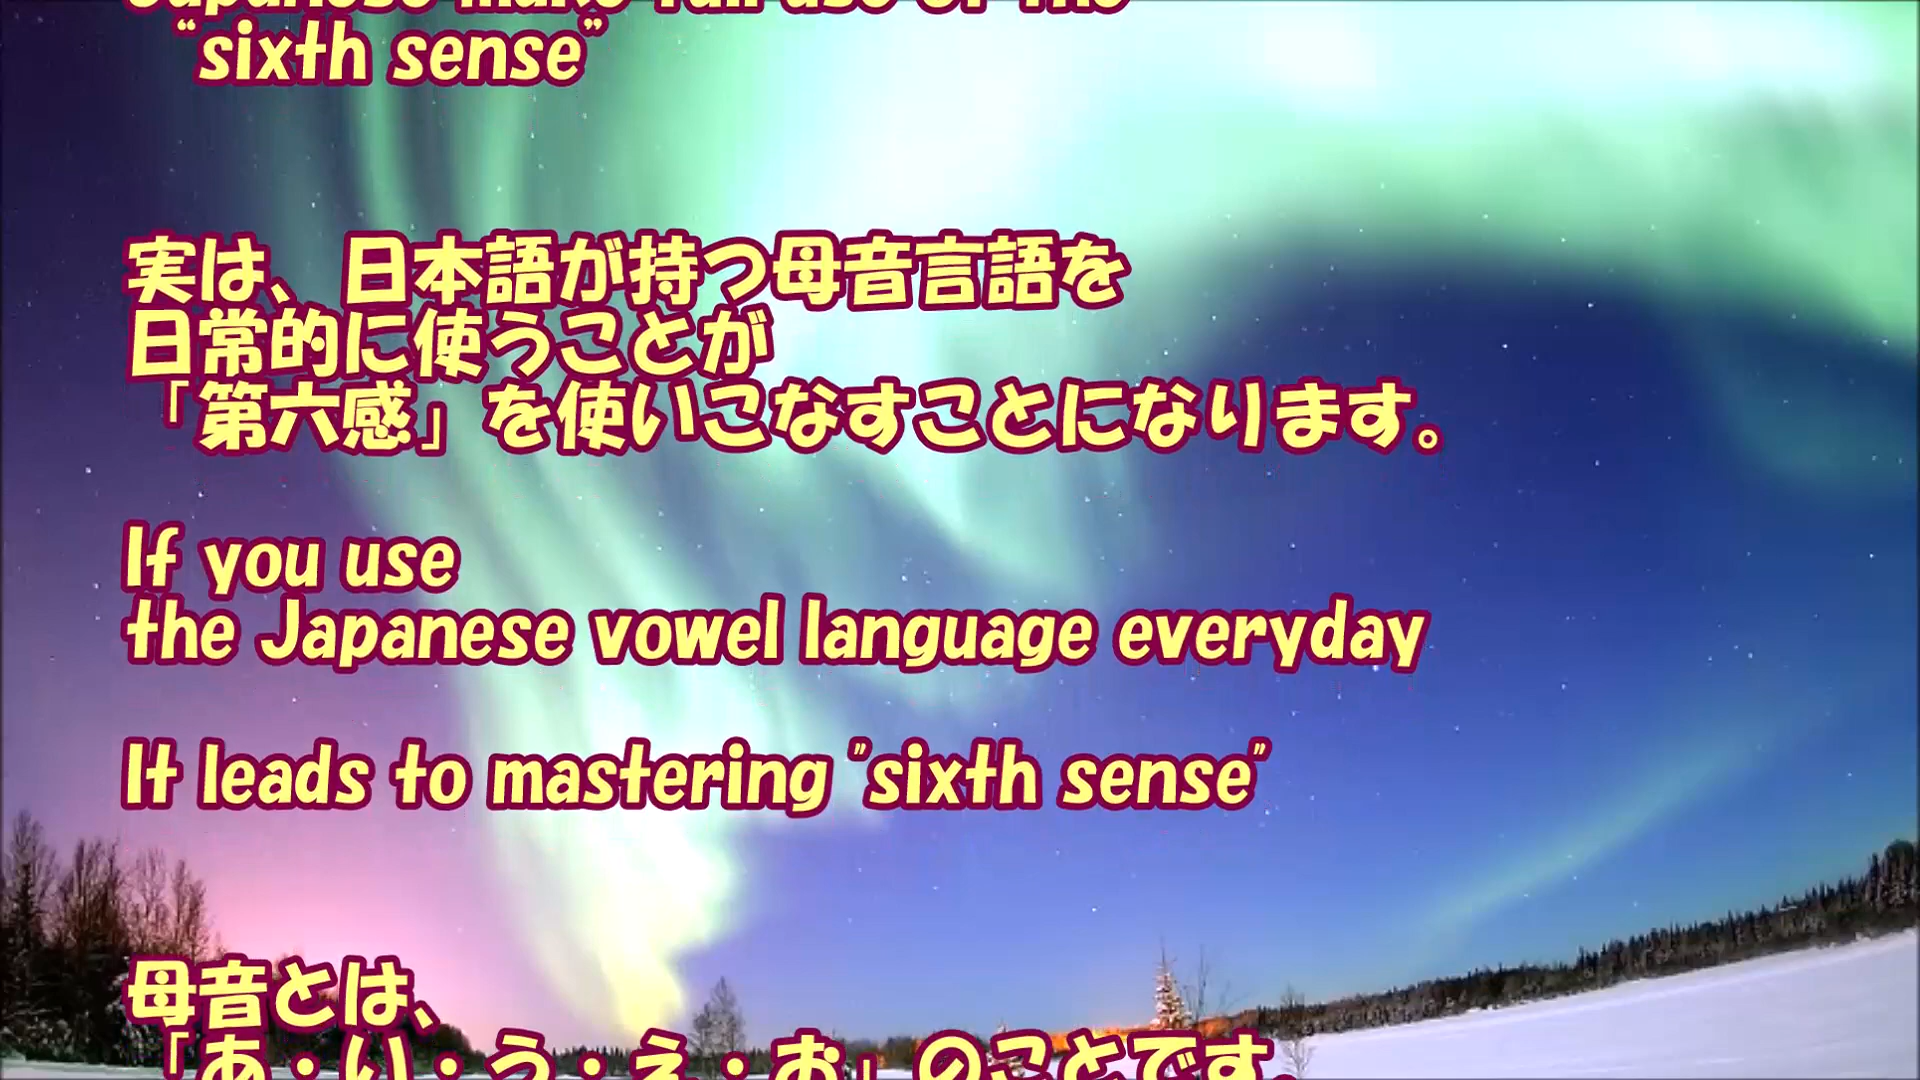 Japanese make full use of the
“sixth sense”
実は、日本語が持つ母音言語を
日常的に使うことが
「第六感」を使いこなすことになります。
If you use
the Japanese vowel language everyday
It leads to mastering "sixth sense"
母音とは、
「あ・い・う・え・お」のことです。